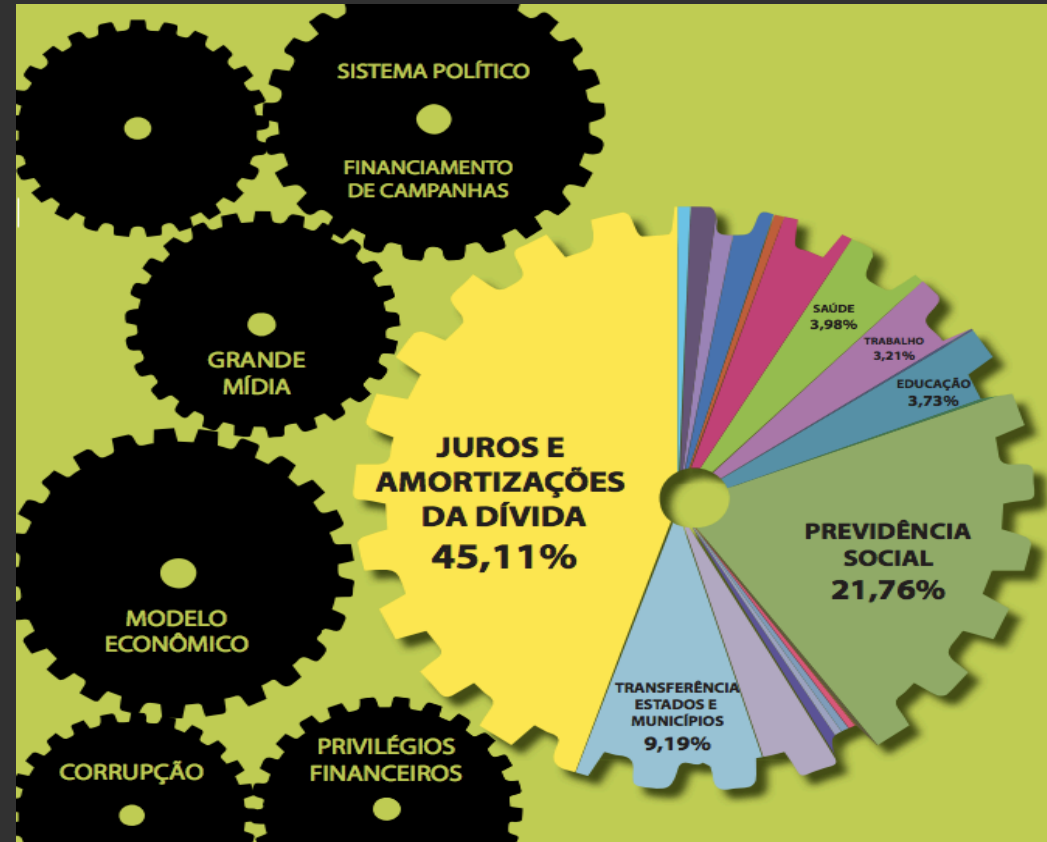 SISTEMA POLÍTICO
FINANCIAMENTO
DE CAMPANHAS
GRANDE
MÍDIA
MODELO
ECONÔMICO
CORRUPÇÃO
PRIVILÉGIOS
FINANCEIROS
JUROS E
AMORTIZAÇÕES
DA DÍVIDA
45,11%
SAÚDE
3,98%
TRABALHO
3,21%
EDUCAÇÃO
3,73%
PREVIDÊNCIA
SOCIAL
21,76%
TRANSFERÊNCIA
ESTADOS E
MUNICÍPIOS
9,19%